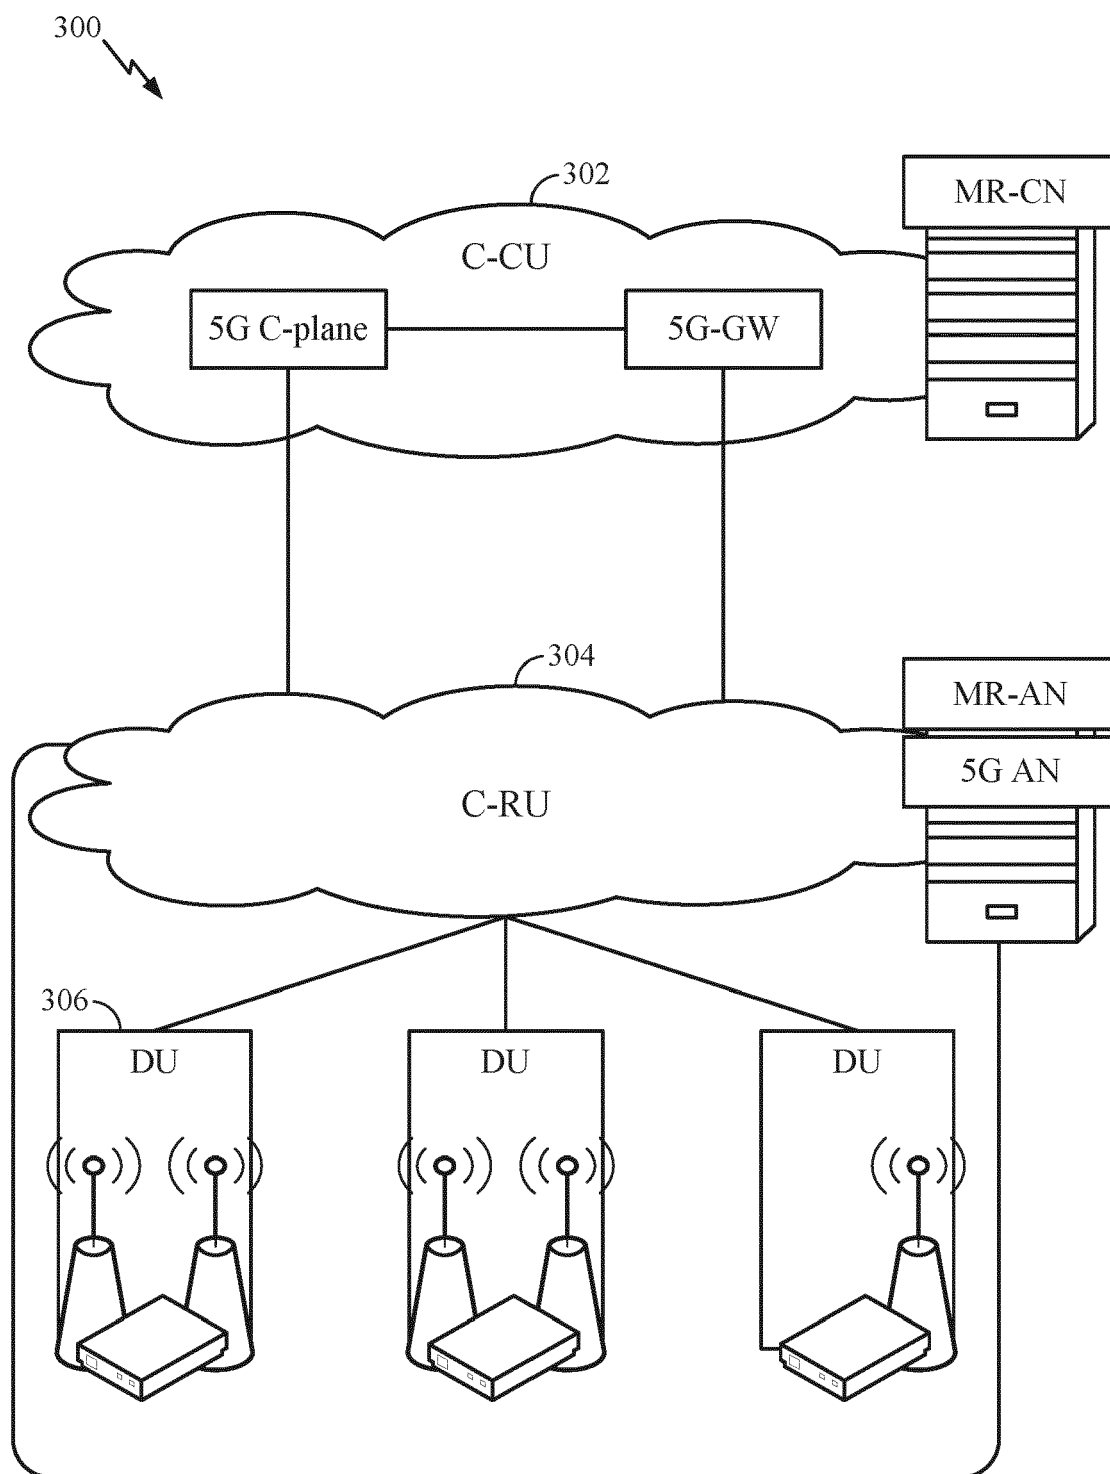 300
302
MR-CN
C-CU
5G C-plane
5G-GW
304
MR-AN
5G AN
C-RU
306
DU
DU
DU